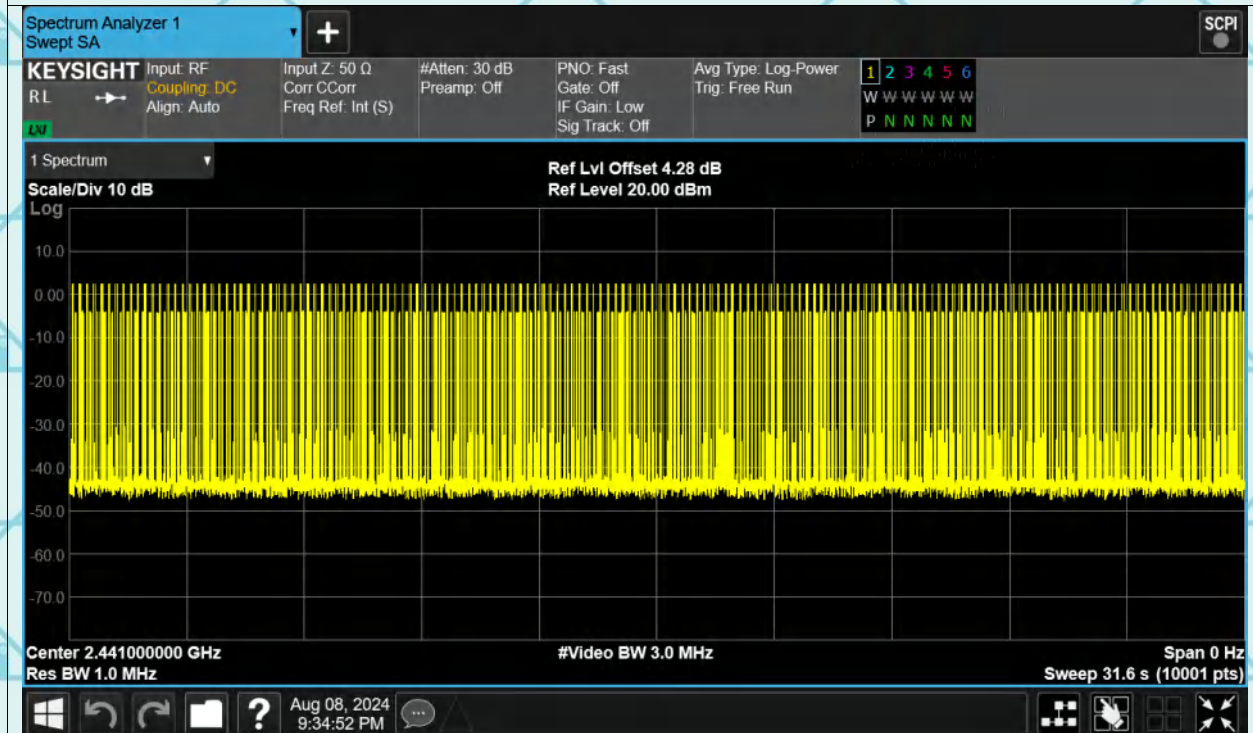 Spectrum Analyzer 1
Swept SA
+
SCPI
KEYSIGHT
RL
LXI
Input: RF
Coupling: DC
Align: Auto
Input Z: 50 Ω
Corr CCorr
Freq Ref: Int (S)
#Atten: 30 dB
Preamp: Off
PNO: Fast
Gate: Off
IF Gain: Low
Sig Track: Off
Avg Type: Log-Power
Trig: Free Run
1 2 3 4 5 6
W W W W W W
P N N N N N
1 Spectrum
Scale/Div 10 dB
Ref Lvl Offset 4.28 dB
Ref Level 20.00 dBm
Log
10.0
0.00
-10.0
-20.0
-30.0
-40.0
-50.0
-60.0
-70.0
Center 2.441000000 GHz
#Video BW 3.0 MHz
Span 0 Hz
Res BW 1.0 MHz
Sweep 31.6 s (10001 pts)
?
Aug 08, 2024
9:34:52 PM